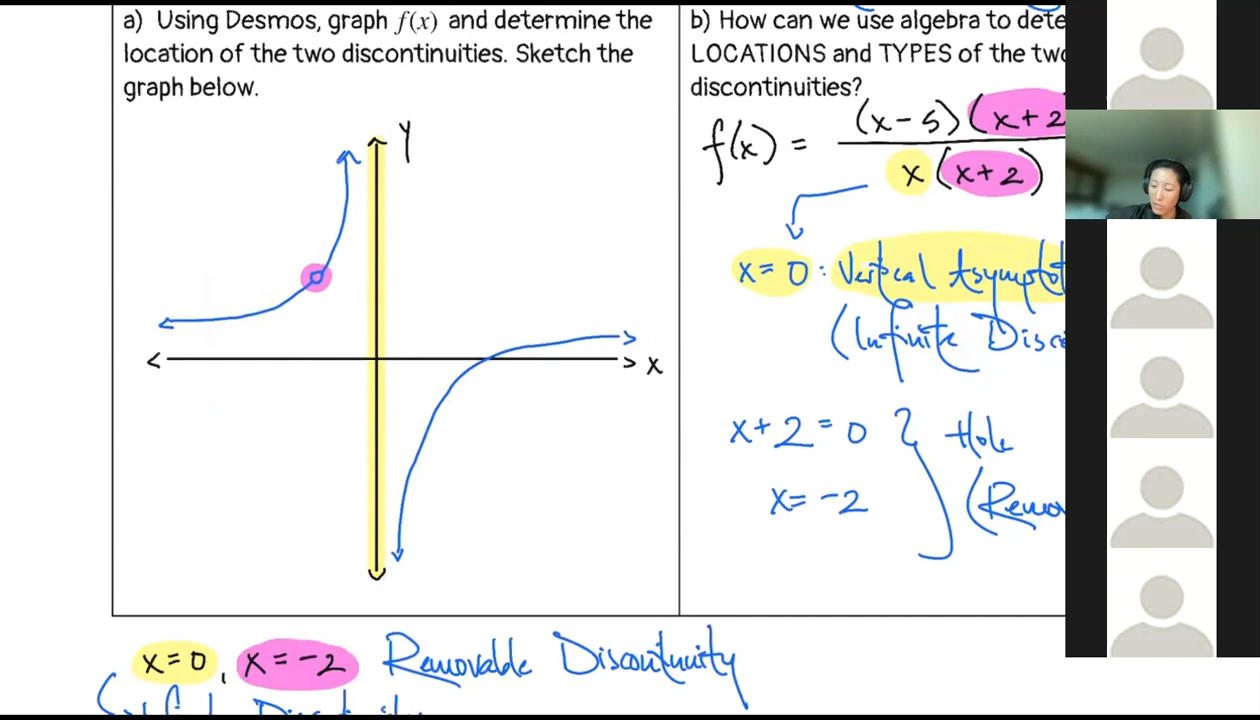 a) Using Desmos, graph f(x) and determine the
location of the two discontinuities. Sketch the
graph below.
Y
X
b) How can we use algebra to dete
LOCATIONS and TYPES of the two
discontinuities?
f(x) = (x-5)(x+2
x(x+2)
x=0: Vertical Asymptot
(Infinite Disco
x+2=0 } Hole
x=-2 (Remov
x=0, x=-2 Removable Discontinuity